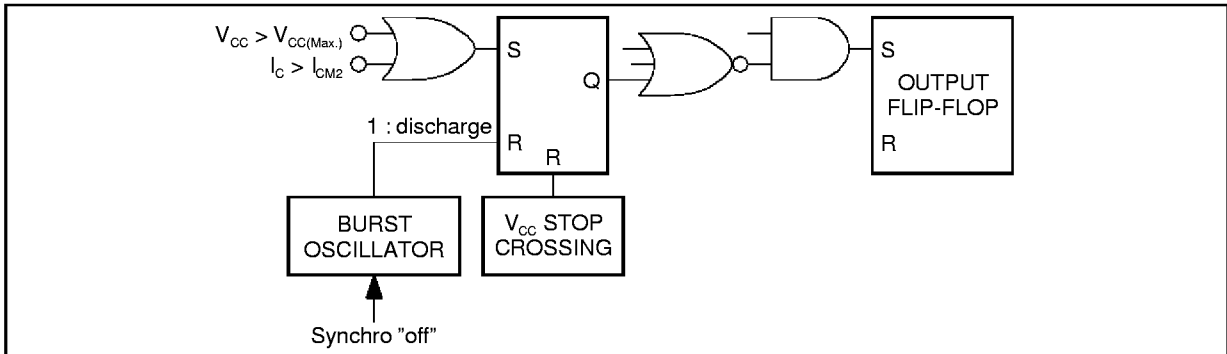 V_CC > V_CC(Max.)
I_C > I_CM2
S
Q
R
R
1 : discharge
BURST
OSCILLATOR
V_CC STOP
CROSSING
Synchro "off"
S
OUTPUT
FLIP-FLOP
R